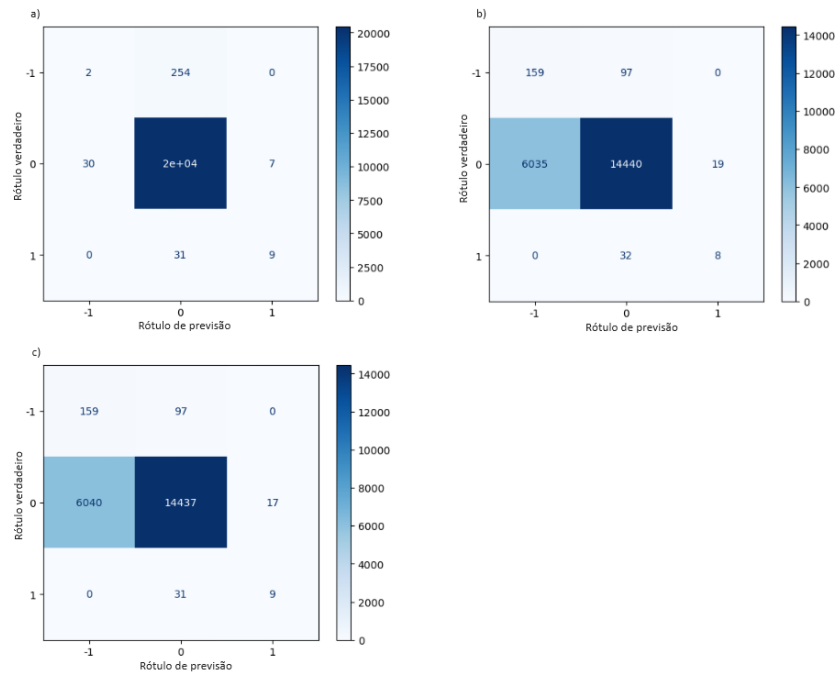 a)
Rótulo verdadeiro
-1
0
1
2 254 0
30 2e+04 7
0 31 9
-1 0 1
Rótulo de previsão
20000
17500
15000
12500
10000
7500
5000
2500
0
b)
Rótulo verdadeiro
-1
0
1
159 97 0
6035 14440 19
0 32 8
-1 0 1
Rótulo de previsão
14000
12000
10000
8000
6000
4000
2000
0
c)
Rótulo verdadeiro
-1
0
1
159 97 0
6040 14437 17
0 31 9
-1 0 1
Rótulo de previsão
14000
12000
10000
8000
6000
4000
2000
0